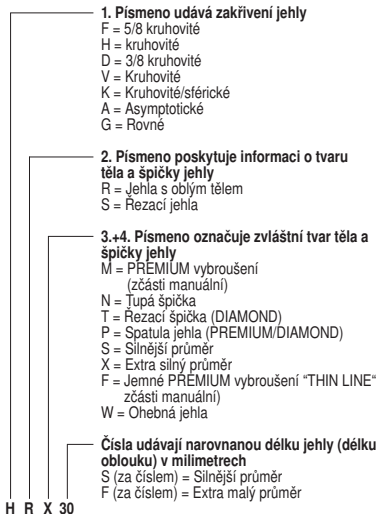 1. Písmeno udává zakřivení jehly
F = 5/8 kruhovité
H = kruhovité
D = 3/8 kruhovité
V = Kruhovité
K = Kruhovité/sférické
A = Asymptotické
G = Rovné
2. Písmeno poskytuje informaci o tvaru
těla a špičky jehly
R = Jehla s oblým tělem
S = Řezací jehla
3.+4. Písmeno označuje zvláštní tvar těla a
špičky jehly
M = PREMIUM vybroušení
(zčásti manuální)
N = Tupá špička
T = Řezací špička (DIAMOND)
P = Spatula jehla (PREMIUM/DIAMOND)
S = Silnější průměr
X = Extra silný průměr
F = Jemné PREMIUM vybroušení “THIN LINE“
zčásti manuální)
W = Ohebná jehla
Čísla udávají narovnanou délku jehly (délku
oblouku) v milimetrech
S (za číslem) = Silnější průměr
F (za číslem) = Extra malý průměr
H R X 30